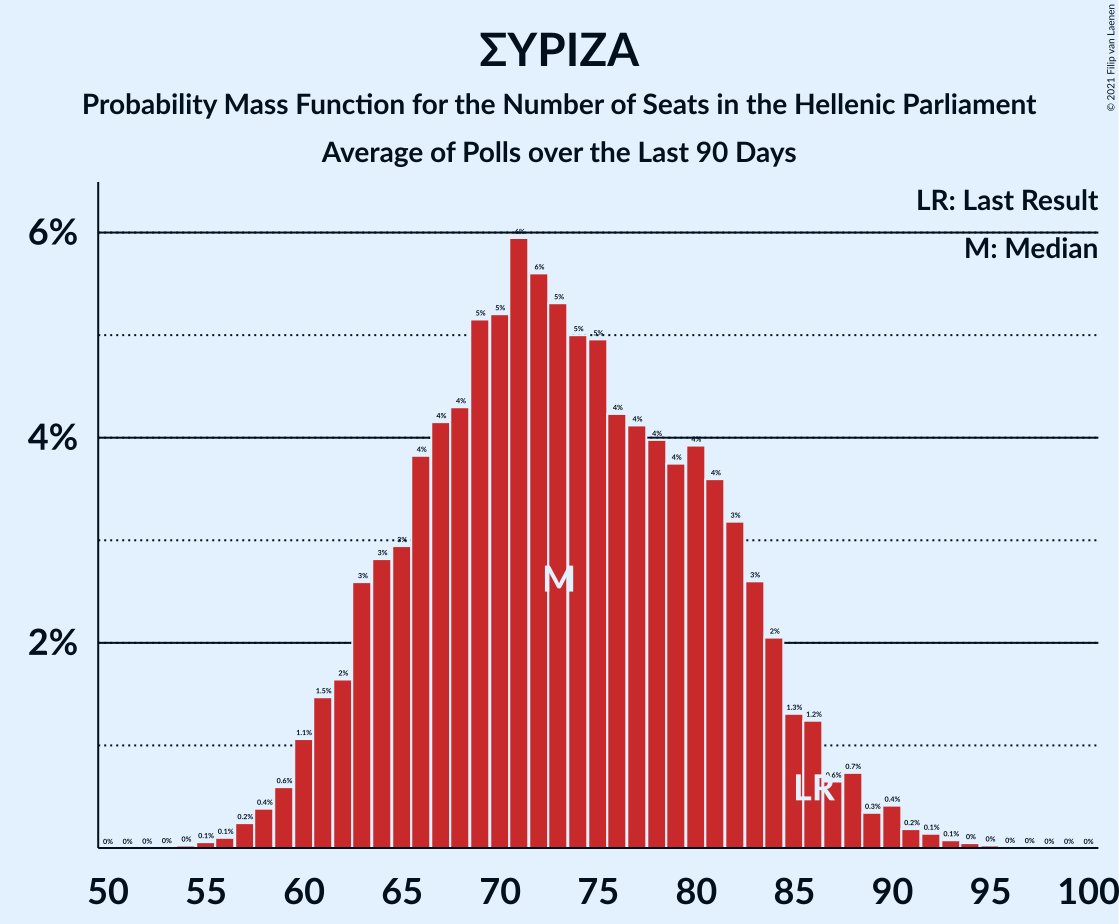 ΣΥΡΙΖΑ
Probability Mass Function for the Number of Seats in the Hellenic Parliament
Average of Polls over the Last 90 Days
© 2021 Filip van Laenen
LR: Last Result
M: Median
6%
4%
2%
0% 0% 0% 0% 0% 0.1% 0.1% 0.2% 0.4% 0.6% 1.1% 1.5% 2% 3% 3% 3% 4% 4% 4% 5% 5% 6% 6% 5% 5% 5% 4% 4% 4% 4% 4% 4% 3% 3% 2% 1.3% 1.2% 0.6% 0.7% 0.3% 0.4% 0.2% 0.1% 0.1% 0% 0% 0% 0% 0% 0% 0%
M
LR
50 55 60 65 70 75 80 85 90 95 100